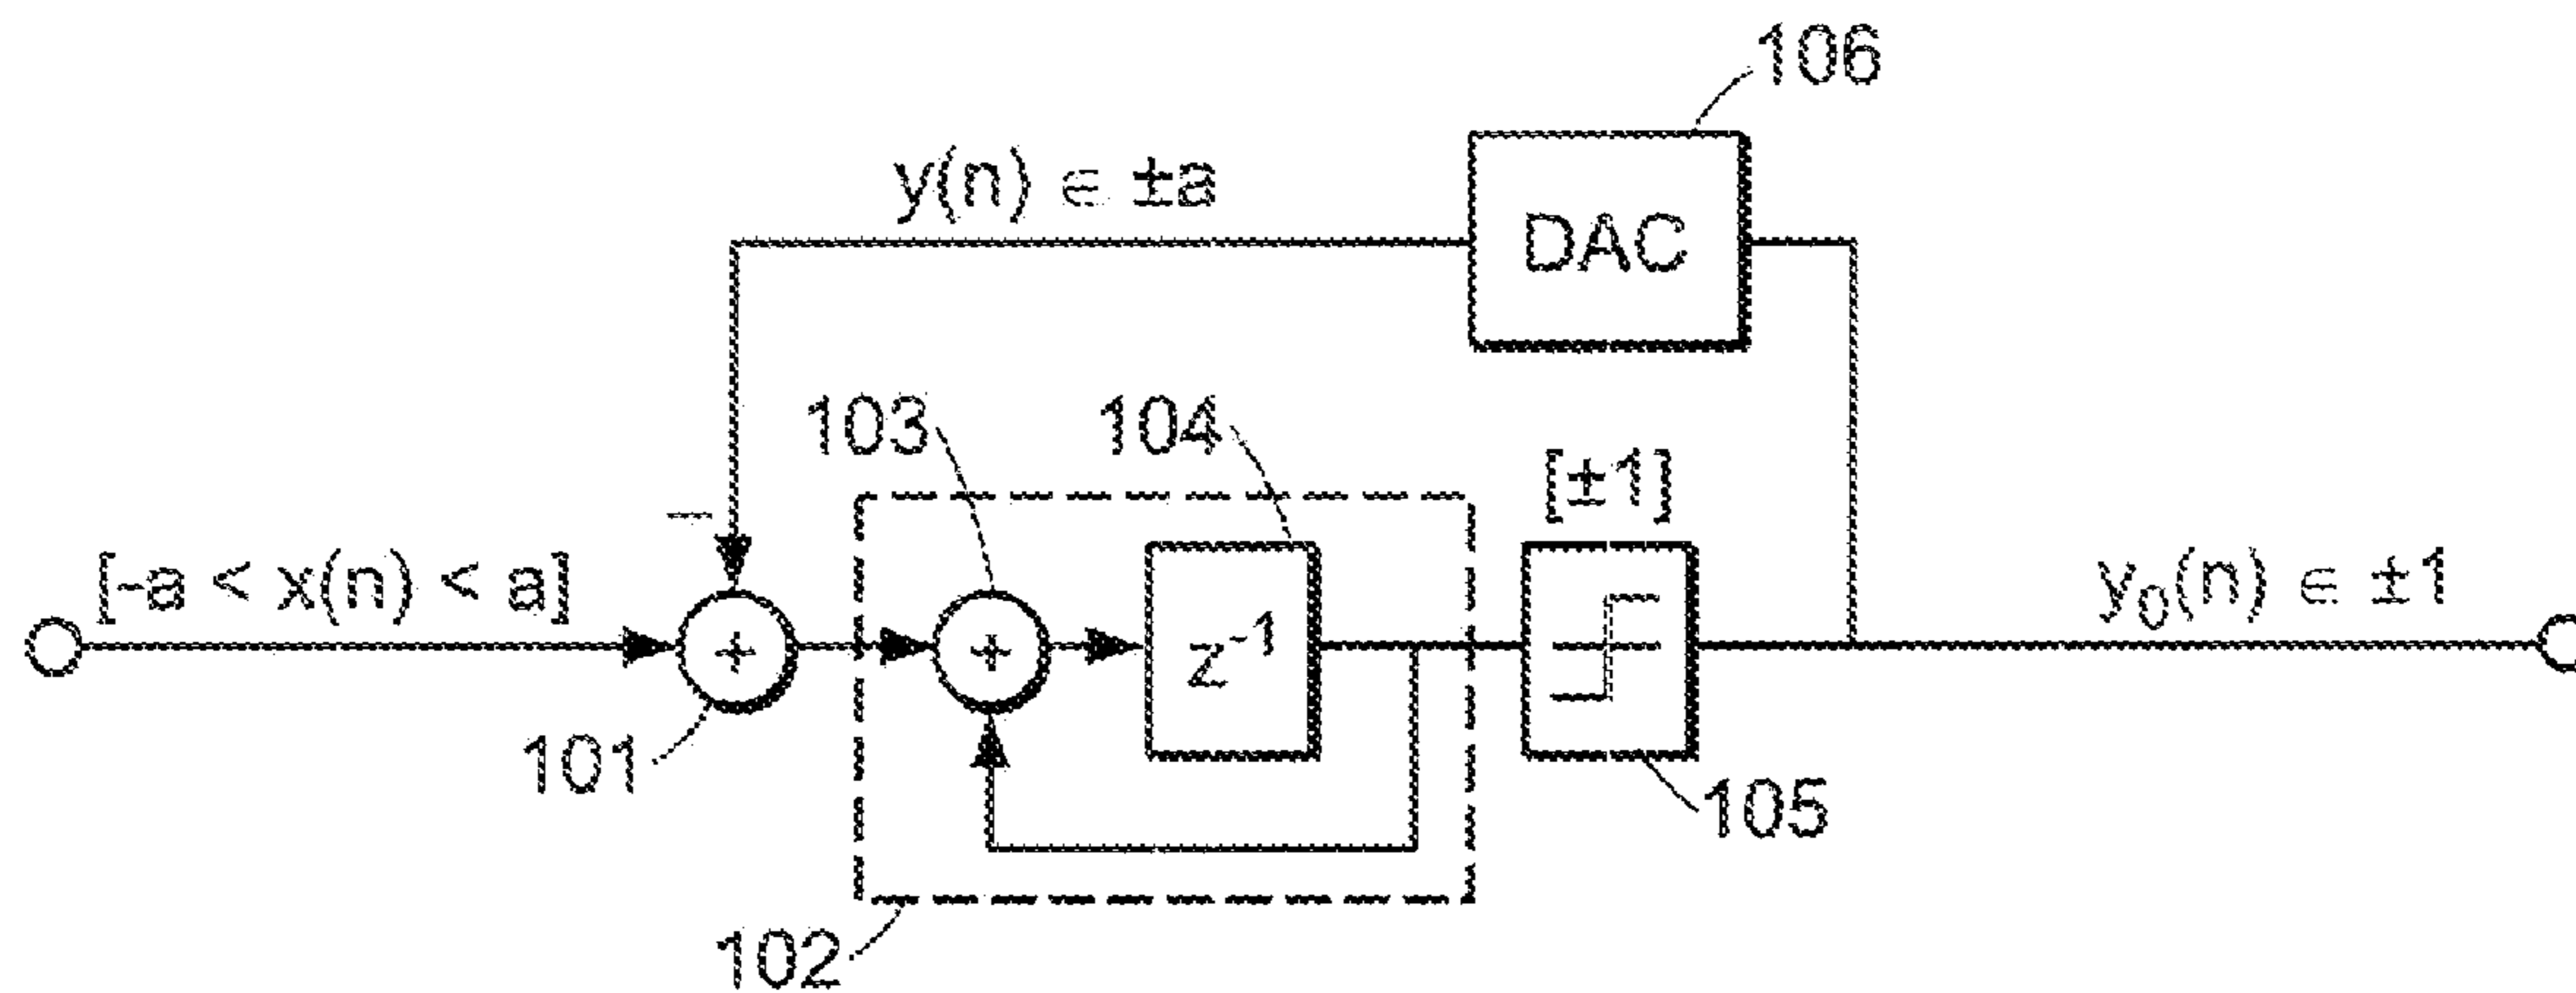 106
y(n) ∈ ±a
DAC
103
104
[±1]
−
[-a < x(n) < a]
y₀(n) ∈ ±1
+
+
z⁻¹
101
105
102